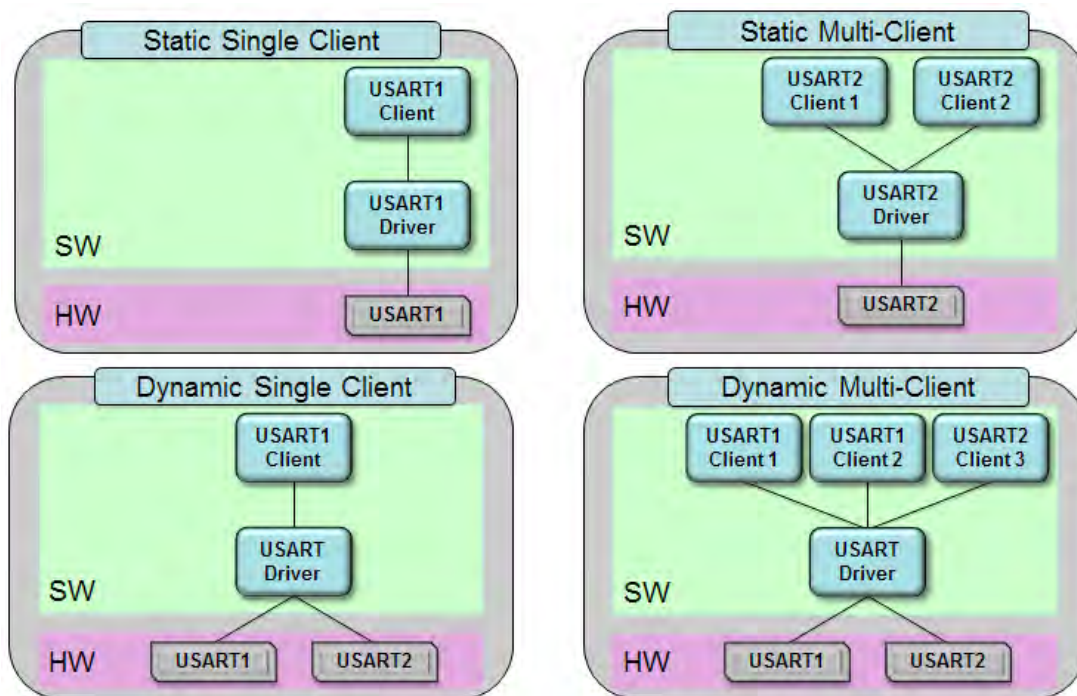 Static Single Client
USART1
Client
USART1
Driver
SW
HW
USART1
Static Multi-Client
USART2
Client 1
USART2
Client 2
USART2
Driver
SW
HW
USART2
Dynamic Single Client
USART1
Client
USART
Driver
SW
HW
USART1
USART2
Dynamic Multi-Client
USART1
Client 1
USART1
Client 2
USART2
Client 3
USART
Driver
SW
HW
USART1
USART2